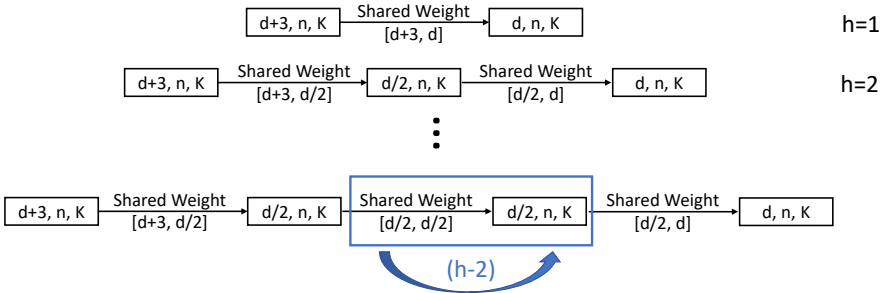 d+3, n, K Shared Weight [d+3, d] d, n, K h=1
d+3, n, K Shared Weight [d+3, d/2] d/2, n, K Shared Weight [d/2, d] d, n, K h=2
d+3, n, K Shared Weight [d+3, d/2] d/2, n, K Shared Weight [d/2, d/2] d/2, n, K Shared Weight [d/2, d] d, n, K
(h-2)